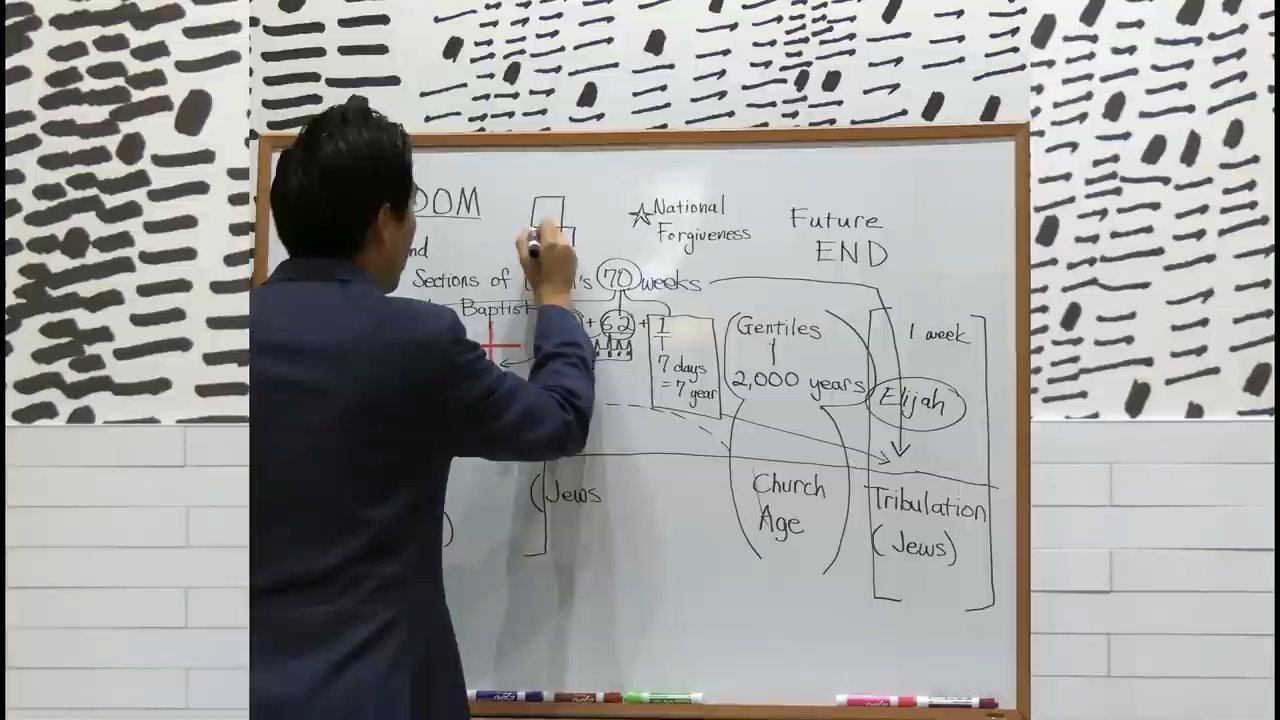 DOM
National
Forgiveness
Future
END
nd
Sections of
's 70 weeks
Baptist
+ 62 + 1
7 days
= 7 year
Gentiles
2,000 years
1 week
Elijah
(Jews
)
Church
Age
Tribulation
(Jews)